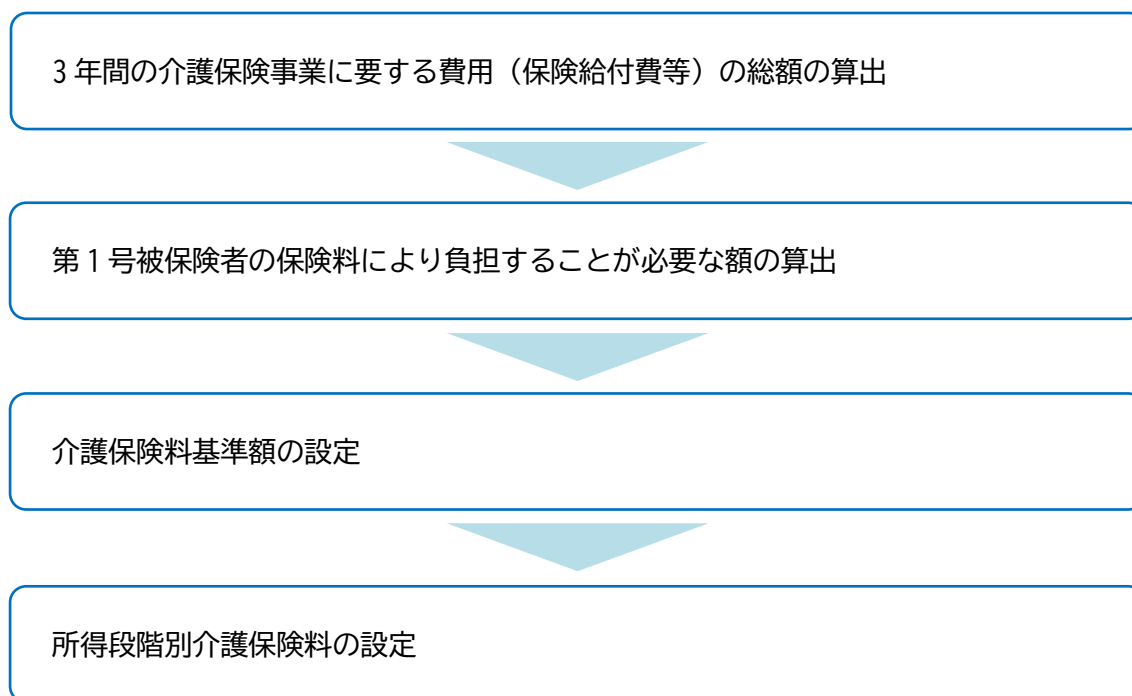 3年間の介護保険事業に要する費用（保険給付費等）の総額の算出
第1号被保険者の保険料により負担することが必要な額の算出
介護保険料基準額の設定
所得段階別介護保険料の設定